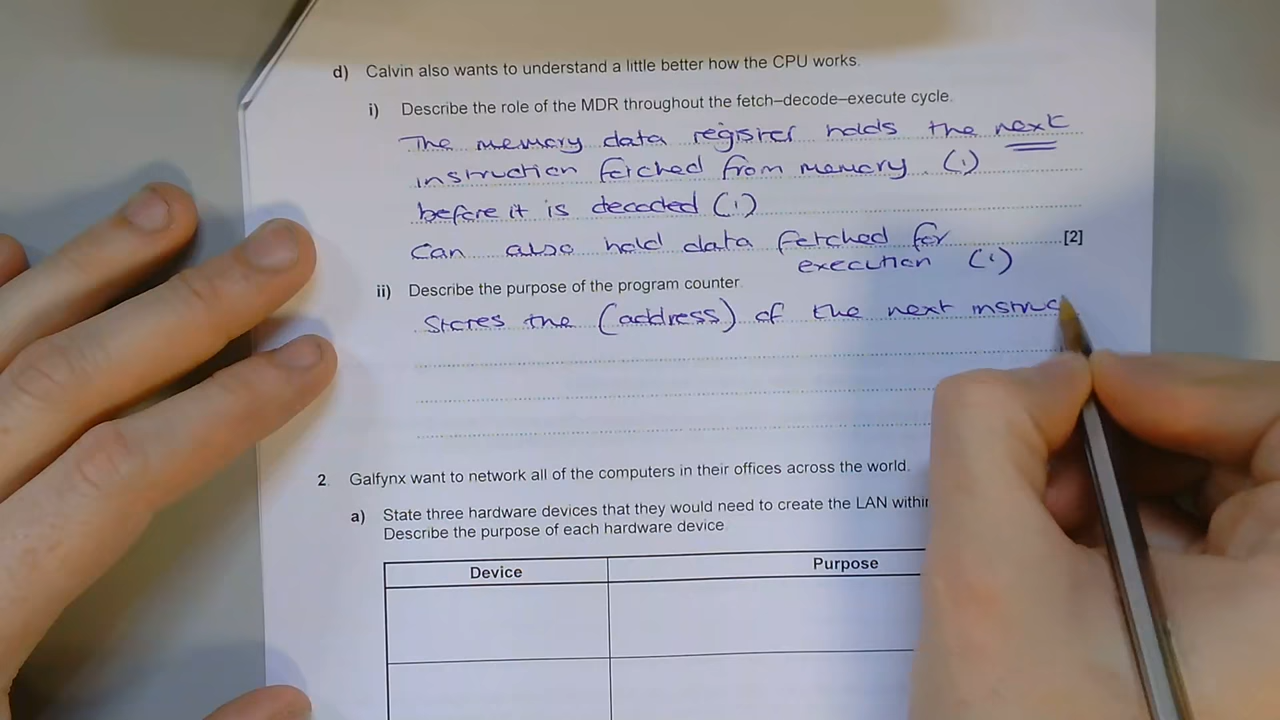 d) Calvin also wants to understand a little better how the CPU works.
i) Describe the role of the MDR throughout the fetch–decode–execute cycle.
The memory data register holds the next
instruction fetched from memory (1)
before it is decoded (1)
can also hold data fetched for
[2]
execution (1)
ii) Describe the purpose of the program counter.
Stores the (address) of the next instruc
2. Galfynx want to network all of the computers in their offices across the world.
a) State three hardware devices that they would need to create the LAN within
Describe the purpose of each hardware device
Device Purpose